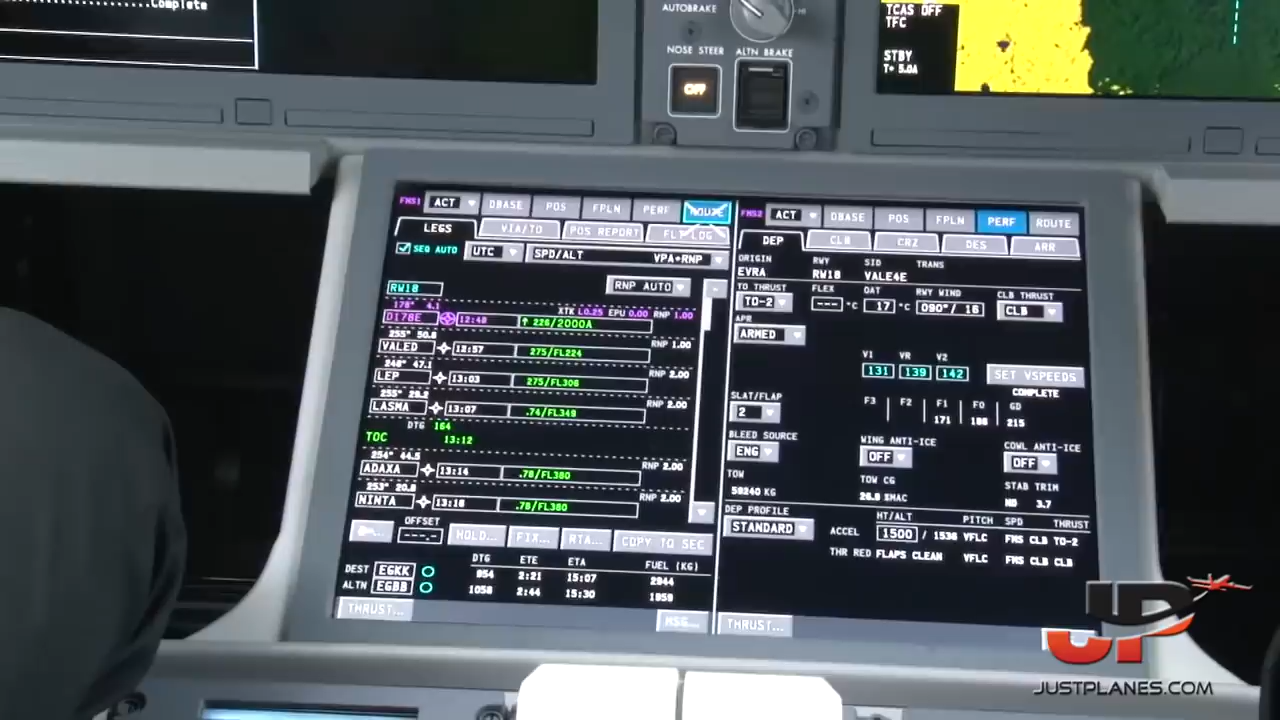 Complete
AUTOBRAKE
HI
NOSE STEER
ALTN BRAKE
OFF
TCAS OFF
TFC
STBY
T+ 5.0A
FMS1 ACT DBASE POS FPLN PERF ROUTE
LEGS VIA/TO POS REPORT FLT LOG
SEQ AUTO UTC SPD/ALT VPA•RNP
RW18 RNP AUTO
178° 4.1 XTK L0.25 EPU 0.00 RNP 1.00
D178E 12:48 226/2000A
255° 50.8 RNP 1.00
VALED 12:57 275/FL224
248° 47.1 RNP 2.00
LEP 13:03 275/FL306
255° 29.2 RNP 2.00
LASMA 13:07 .74/FL349
DTG 164
TOC 13:12
254° 44.5 RNP 2.00
ADAXA 13:14 .78/FL380
253° 20.8 RNP 2.00
NINTA 13:16 .78/FL380
OFFSET
---.- HOLD... FIX... RTA... COPY TO SEC
DTG ETE ETA FUEL (KG)
DEST EGKK 954 2:21 15:07 2944
ALTN EGBB 1058 2:44 15:30 1959
THRUST... MSG...
FMS2 ACT DBASE POS FPLN PERF ROUTE
DEP CLB CRZ DES ARR
ORIGIN RWY SID TRANS
EVRA RW18 VALE4E
TO THRUST FLEX OAT RWY WIND CLB THRUST
TO-2 --- °C 17 °C 090°/ 16 CLB
APR
ARMED
V1 VR V2
131 139 142 SET VSPEEDS
COMPLETE
SLAT/FLAP F3 F2 F1 F0 GD
2 171 188 215
BLEED SOURCE WING ANTI-ICE COWL ANTI-ICE
ENG OFF OFF
TOW TOW CG STAB TRIM
58240 KG 26.8 %MAC ND 3.7
DEP PROFILE HT/ALT PITCH SPD THRUST
STANDARD ACCEL 1500 / 1536 VFLC FMS CLB TO-2
THR RED FLAPS CLEAN VFLC FMS CLB CLB
THRUST...
JP
JUSTPLANES.COM